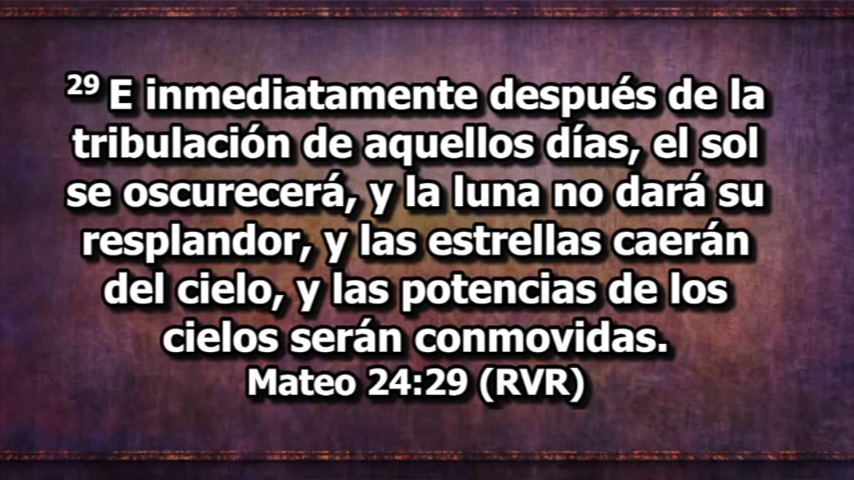 29 E inmediatamente después de la
tribulación de aquellos días, el sol
se oscurecerá, y la luna no dará su
resplandor, y las estrellas caerán
del cielo, y las potencias de los
cielos serán conmovidas.
Mateo 24:29 (RVR)